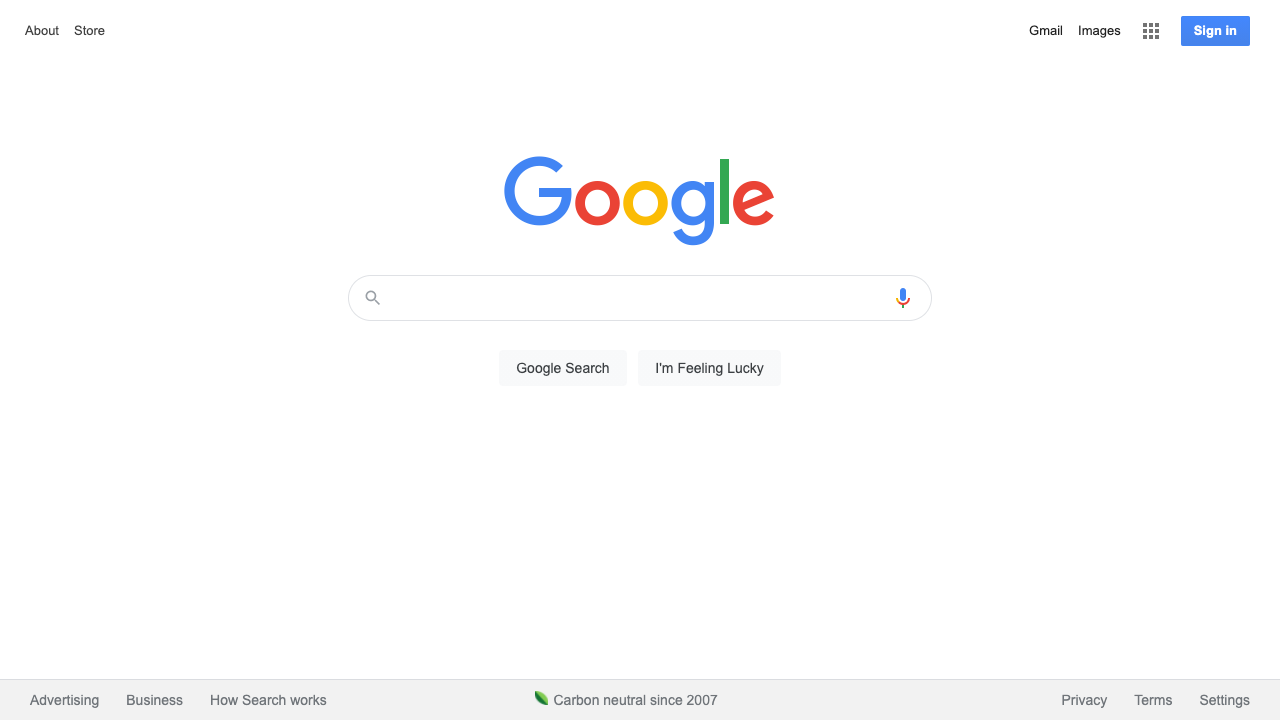 About Store Gmail Images Sign in
Google
Google Search I'm Feeling Lucky
Advertising Business How Search works Carbon neutral since 2007 Privacy Terms Settings